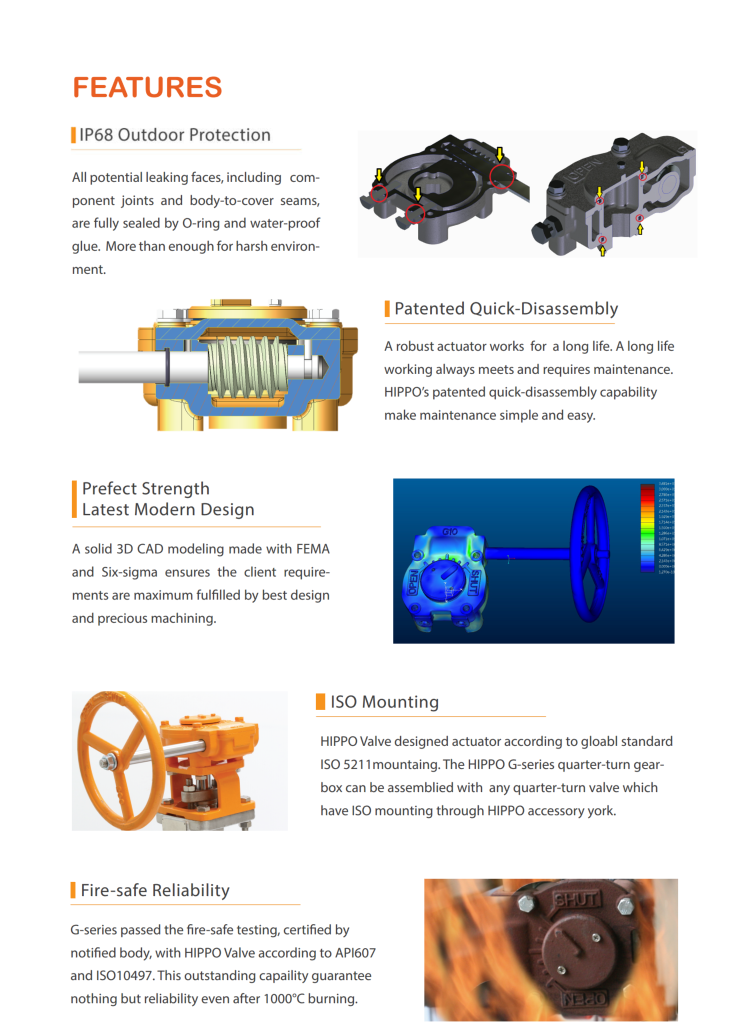 FEATURES
IP68 Outdoor Protection
All potential leaking faces, including com-
ponent joints and body-to-cover seams,
are fully sealed by O-ring and water-proof
glue. More than enough for harsh environ-
ment.
OPEN
Patented Quick-Disassembly
A robust actuator works for a long life. A long life
working always meets and requires maintenance.
HIPPO's patented quick-disassembly capability
make maintenance simple and easy.
Prefect Strength
Latest Modern Design
A solid 3D CAD modeling made with FEMA
and Six-sigma ensures the client require-
ments are maximum fulfilled by best design
and precious machining.
G10
OPEN
SHUT
ISO Mounting
HIPPO Valve designed actuator according to gloabl standard
ISO 5211mountaing. The HIPPO G-series quarter-turn gear-
box can be assemblied with any quarter-turn valve which
have ISO mounting through HIPPO accessory york.
Fire-safe Reliability
G-series passed the fire-safe testing, certified by
notified body, with HIPPO Valve according to API607
and ISO10497. This outstanding capaility guarantee
nothing but reliability even after 1000°C burning.
SHUT
OPEN